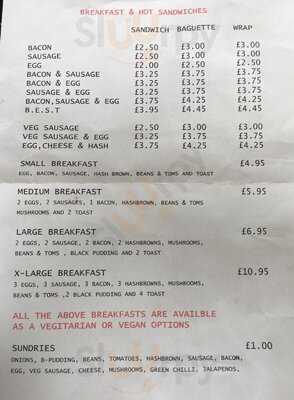 BREAKFAST & HOT SANDWICHES
SANDWICH BAGUETTE WRAP
BACON £2.50 £3.00 £3.00
SAUSAGE £2.50 £3.00 £3.00
EGG £2.00 £2.50 £2.50
BACON & SAUSAGE £3.25 £3.75 £3.75
BACON & EGG £3.25 £3.75 £3.75
SAUSAGE & EGG £3.25 £3.75 £3.75
BACON,SAUSAGE & EGG £3.75 £4.25 £4.25
B.E.S.T £3.95 £4.45 £4.45
VEG SAUSAGE £2.50 £3.00 £3.00
VEG SAUSAGE & EGG £3.25 £3.75 £3.75
EGG,CHEESE & HASH £3.75 £4.25 £4.25
SMALL BREAKFAST £4.95
EGG, BACON, SAUSAGE, HASH BROWN, BEANS & TOMS AND TOAST
MEDIUM BREAKFAST £5.95
2 EGGS, 2 SAUSAGES, 1 BACON, HASHBROWN, BEANS & TOMS
MUSHROOMS AND 2 TOAST
LARGE BREAKFAST £6.95
2 EGGS, 2 SAUSAGE, 2 BACON, 2 HASHBROWNS, MUSHROOMS,
BEANS & TOMS , BLACK PUDDING AND 2 TOAST
X-LARGE BREAKFAST £10.95
3 EGGS, 3 SAUSAGE, 3 BACON, 3 HASHBROWNS, MUSHROOMS,
BEANS & TOMS ,2 BLACK PUDDING AND 4 TOAST
ALL THE ABOVE BREAKFASTS ARE AVAILBLE
AS A VEGITARIAN OR VEGAN OPTIONS
SUNDRIES £1.00
ONIONS, B-PUDDING, BEANS, TOMATOES, HASHBROWN, SAUSAGE, BACON,
EGG, VEG SAUSAGE, CHEESE, MUSHROOMS, GREEN CHILLI, JALAPENOS.